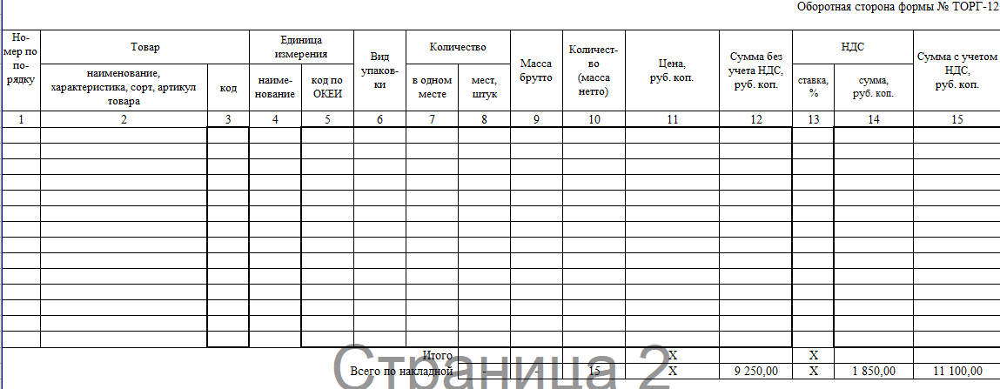 Оборотная сторона формы № ТОРГ-12
Но-
мер по
по-
рядку
Товар
наименование,
характеристика, сорт, артикул
товара
код
Единица
измерения
наиме-
нование
код по
ОКЕИ
Вид
упаков-
ки
Количество
в одном
месте
мест,
штук
Масса
брутто
Количест-
во
(масса
нетто)
Цена,
руб. коп.
Сумма без
учета НДС,
руб. коп.
НДС
ставка,
%
сумма,
руб. коп.
Сумма с учетом
НДС,
руб. коп.
1 2 3 4 5 6 7 8 9 10 11 12 13 14 15
Итого Х Х
Всего по накладной - - 15 Х 9 250,00 Х 1 850,00 11 100,00
Страница 2